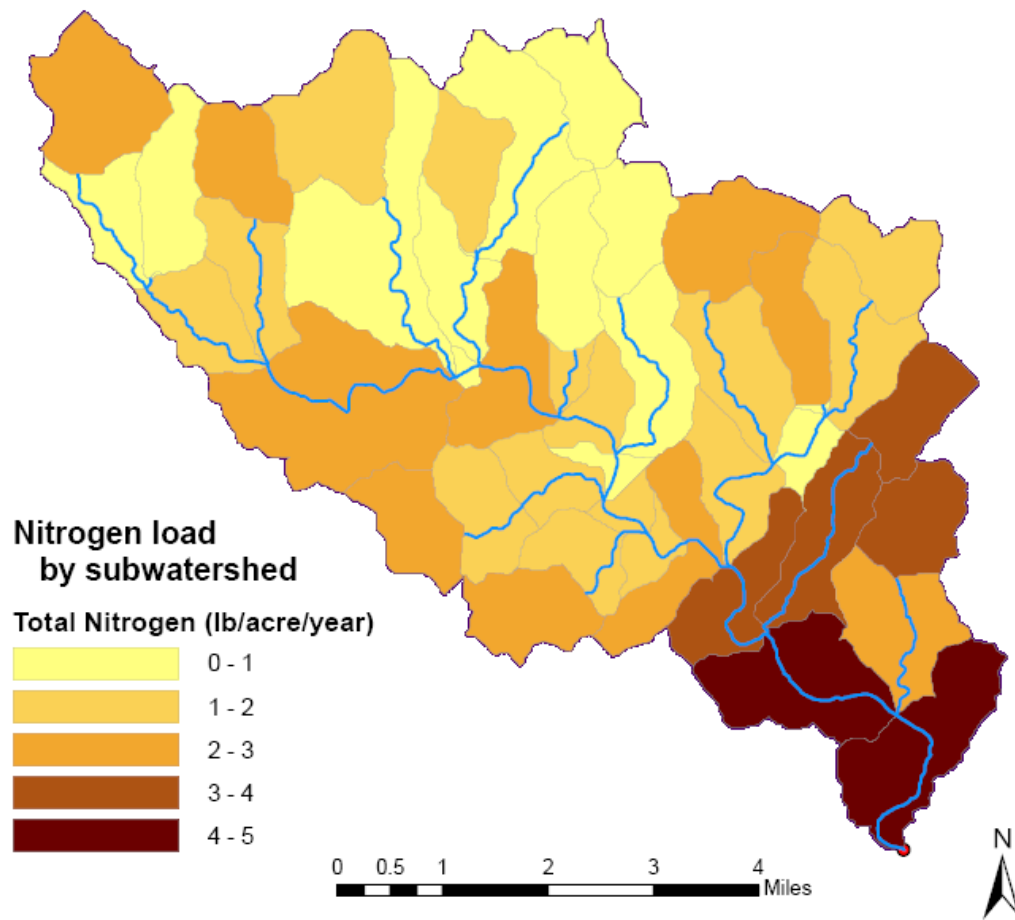 Nitrogen load
by subwatershed
Total Nitrogen (lb/acre/year)
0 - 1
1 - 2
2 - 3
3 - 4
4 - 5
0 0.5 1 2 3 4
Miles
N